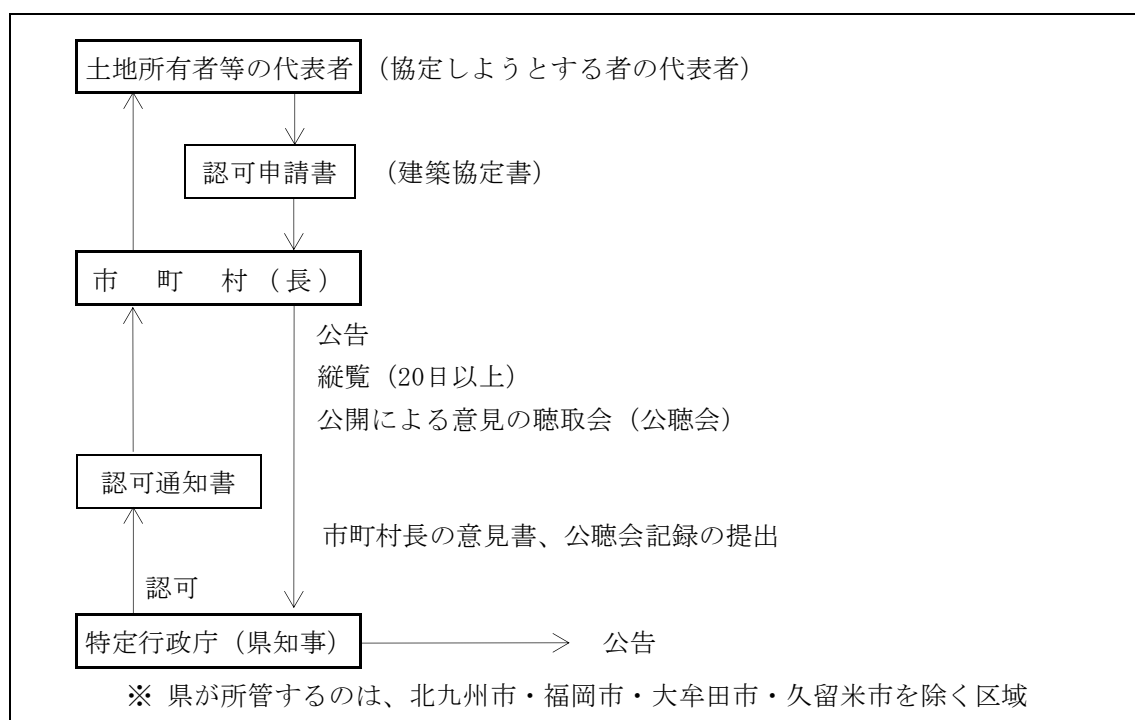 土地所有者等の代表者 (協定しようとする者の代表者)
認可申請書 (建築協定書)
市 町 村(長)
公告
縦覧(20日以上)
公開による意見の聴取会(公聴会)
認可通知書
市町村長の意見書、公聴会記録の提出
認可
特定行政庁(県知事) 公告
※ 県が所管するのは、北九州市・福岡市・大牟田市・久留米市を除く区域